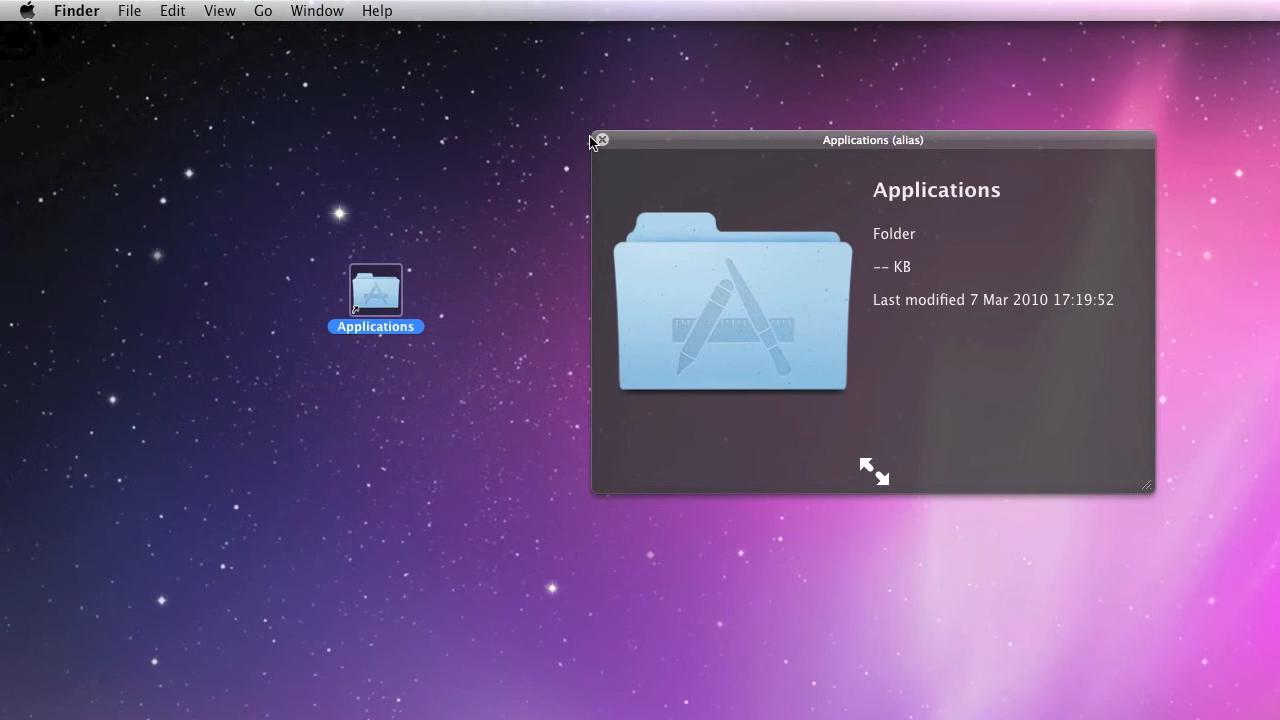 Finder File Edit View Go Window Help
Applications (alias)
Applications
Folder
-- KB
Last modified 7 Mar 2010 17:19:52
Applications